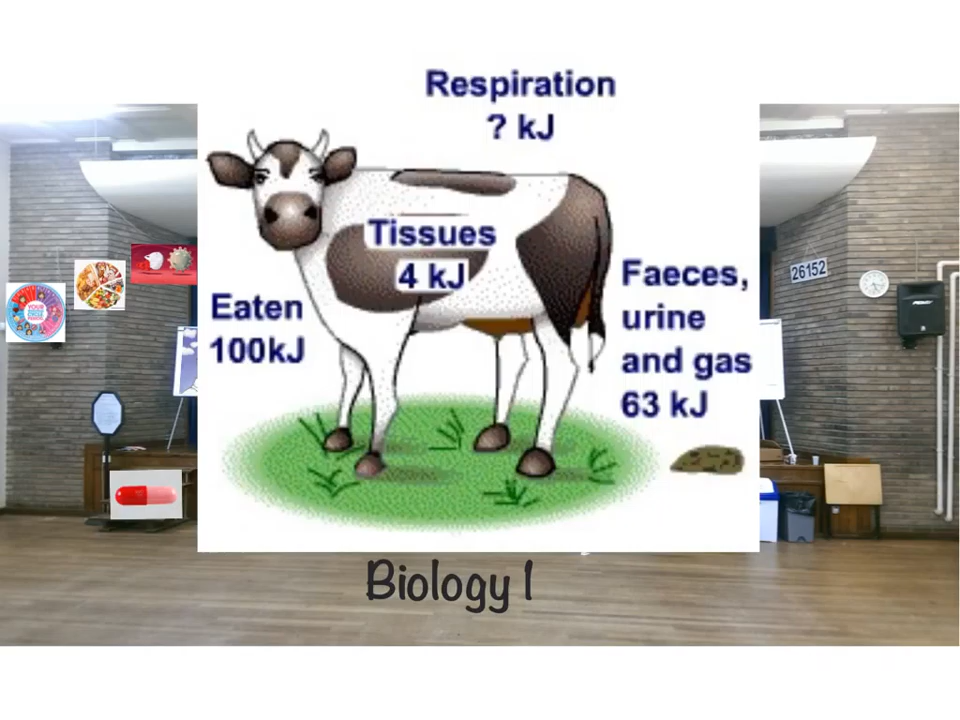 Respiration
? kJ
Tissues
4 kJ
Eaten
100kJ
Faeces,
urine
and gas
63 kJ
26152
Biology 1